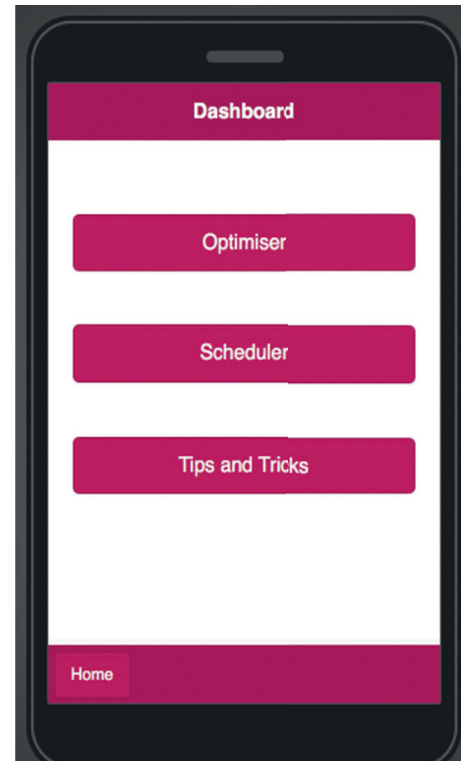 Dashboard
Optimiser
Scheduler
Tips and Tricks
Home